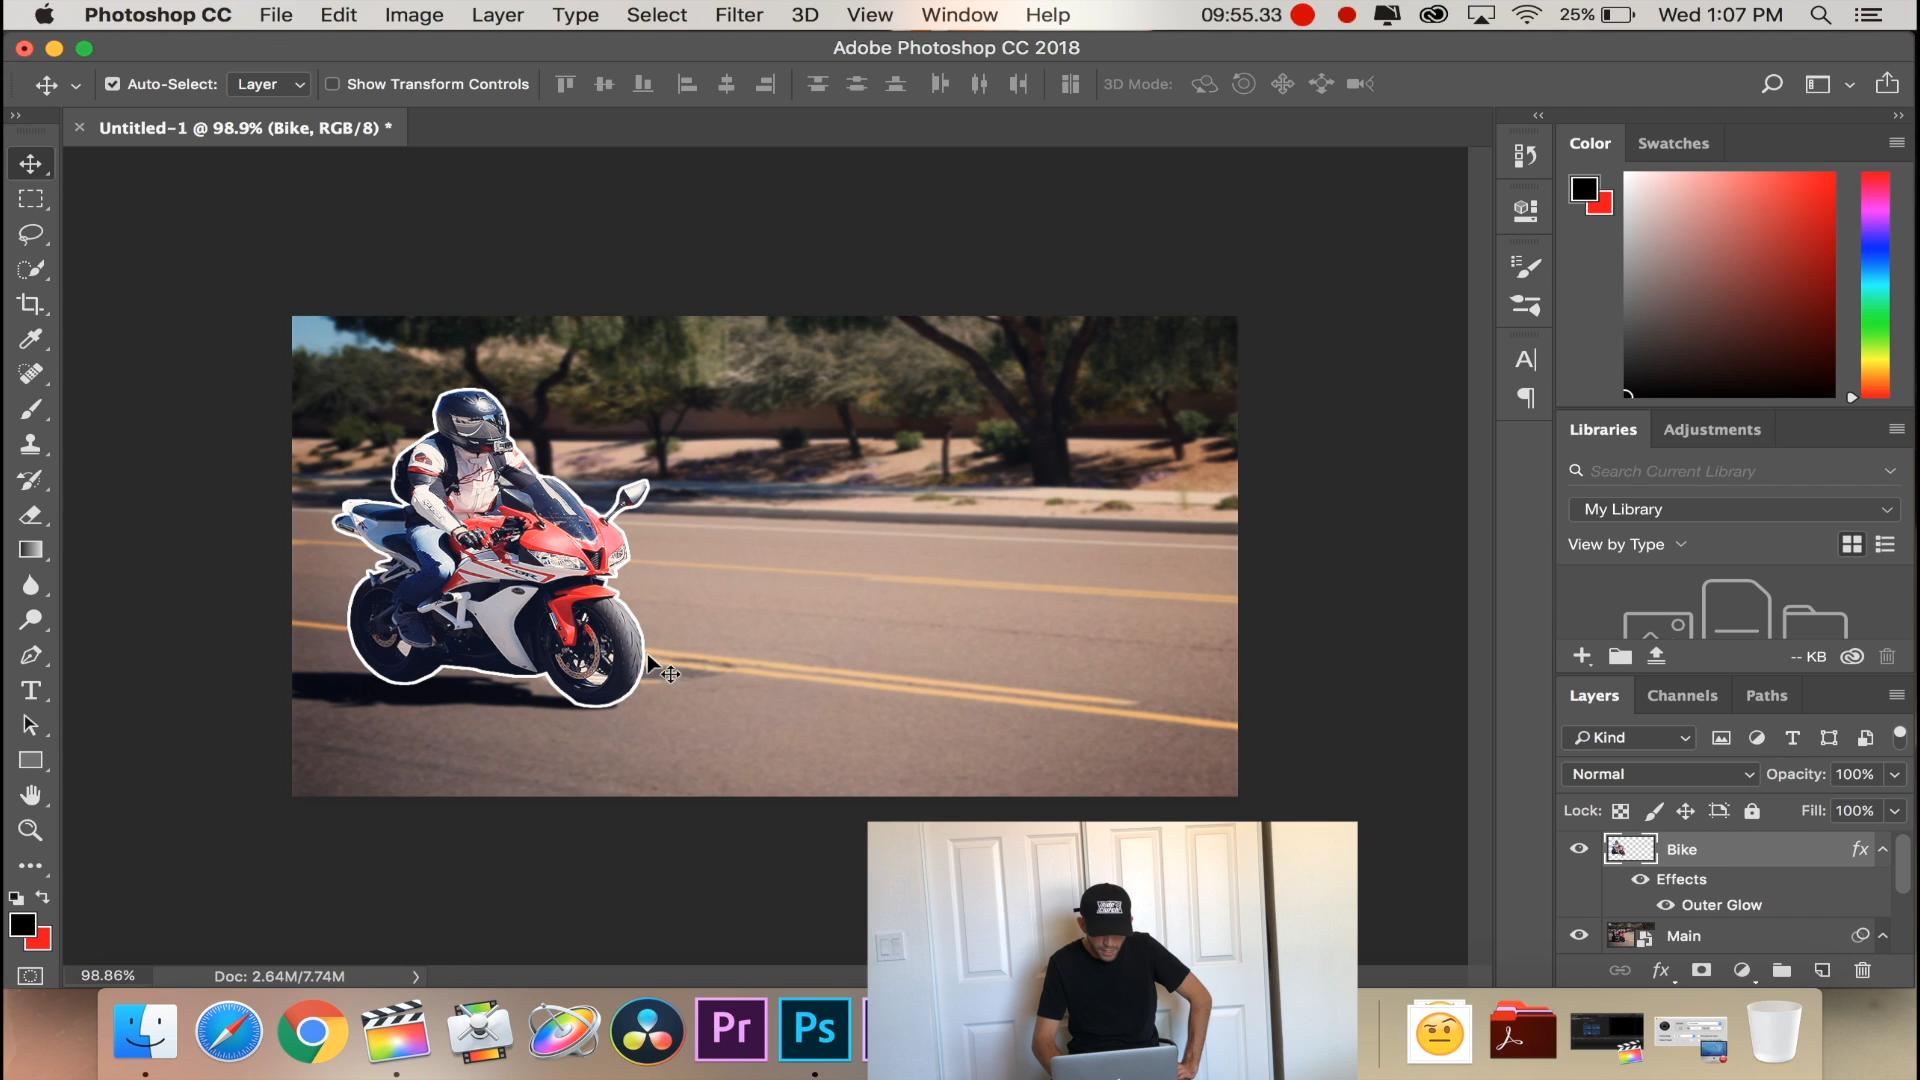 Photoshop CC File Edit Image Layer Type Select Filter 3D View Window Help 09:55.33 25% Wed 1:07 PM
Adobe Photoshop CC 2018
Auto-Select: Layer Show Transform Controls 3D Mode:
Untitled-1 @ 98.9% (Bike, RGB/8) *
Color Swatches
Libraries Adjustments
Search Current Library
My Library
View by Type
-- KB
Layers Channels Paths
Kind
Normal Opacity: 100%
Lock: Fill: 100%
Bike fx
Effects
Outer Glow
Main
fx
98.86% Doc: 2.64M/7.74M
Pr Ps